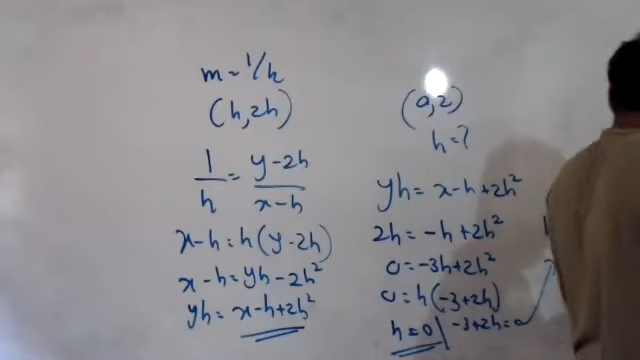 m = 1/h
(h, 2h)
1/h = y-2h/x-h
x-h = h(y-2h)
x-h = yh-2h²
yh = x-h+2h²
(0,2)
h=?
yh = x-h+2h²
2h = -h+2h²
0 = -3h+2h²
0 = h(-3+2h)
h=0 | -3+2h=0